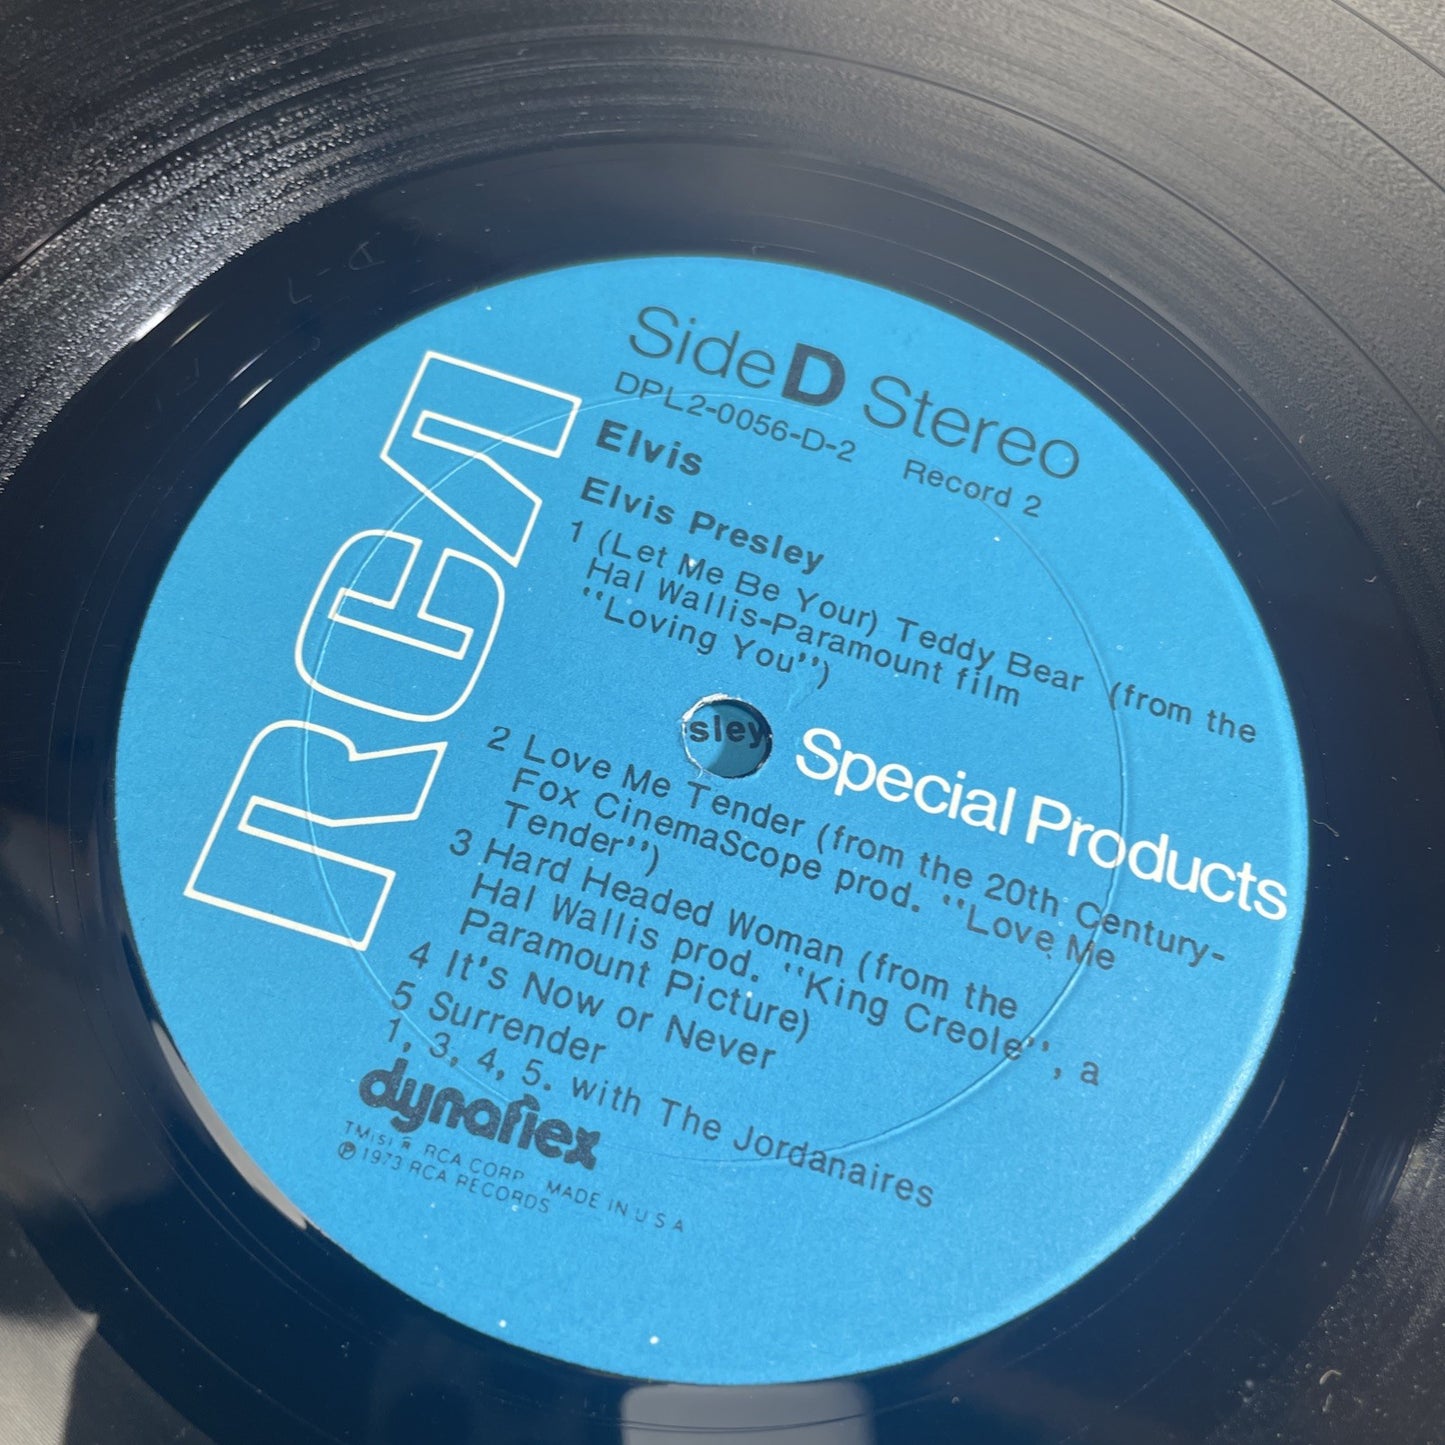 RCA
Side D Stereo
DPL2-0056-D-2 Record 2
Elvis
Elvis Presley
1 (Let Me Be Your) Teddy Bear (from the
Hal Wallis-Paramount film
"Loving You")
sley
Special Products
2 Love Me Tender (from the 20th Century-
Fox CinemaScope prod. "Love Me
Tender")
3 Hard Headed Woman (from the
Hal Wallis prod. "King Creole", a
Paramount Picture)
4 It's Now or Never
5 Surrender
1, 3, 4, 5. with The Jordanaires
dynaflex
TM(s) ® RCA CORP MADE IN U S A
℗ 1973 RCA RECORDS